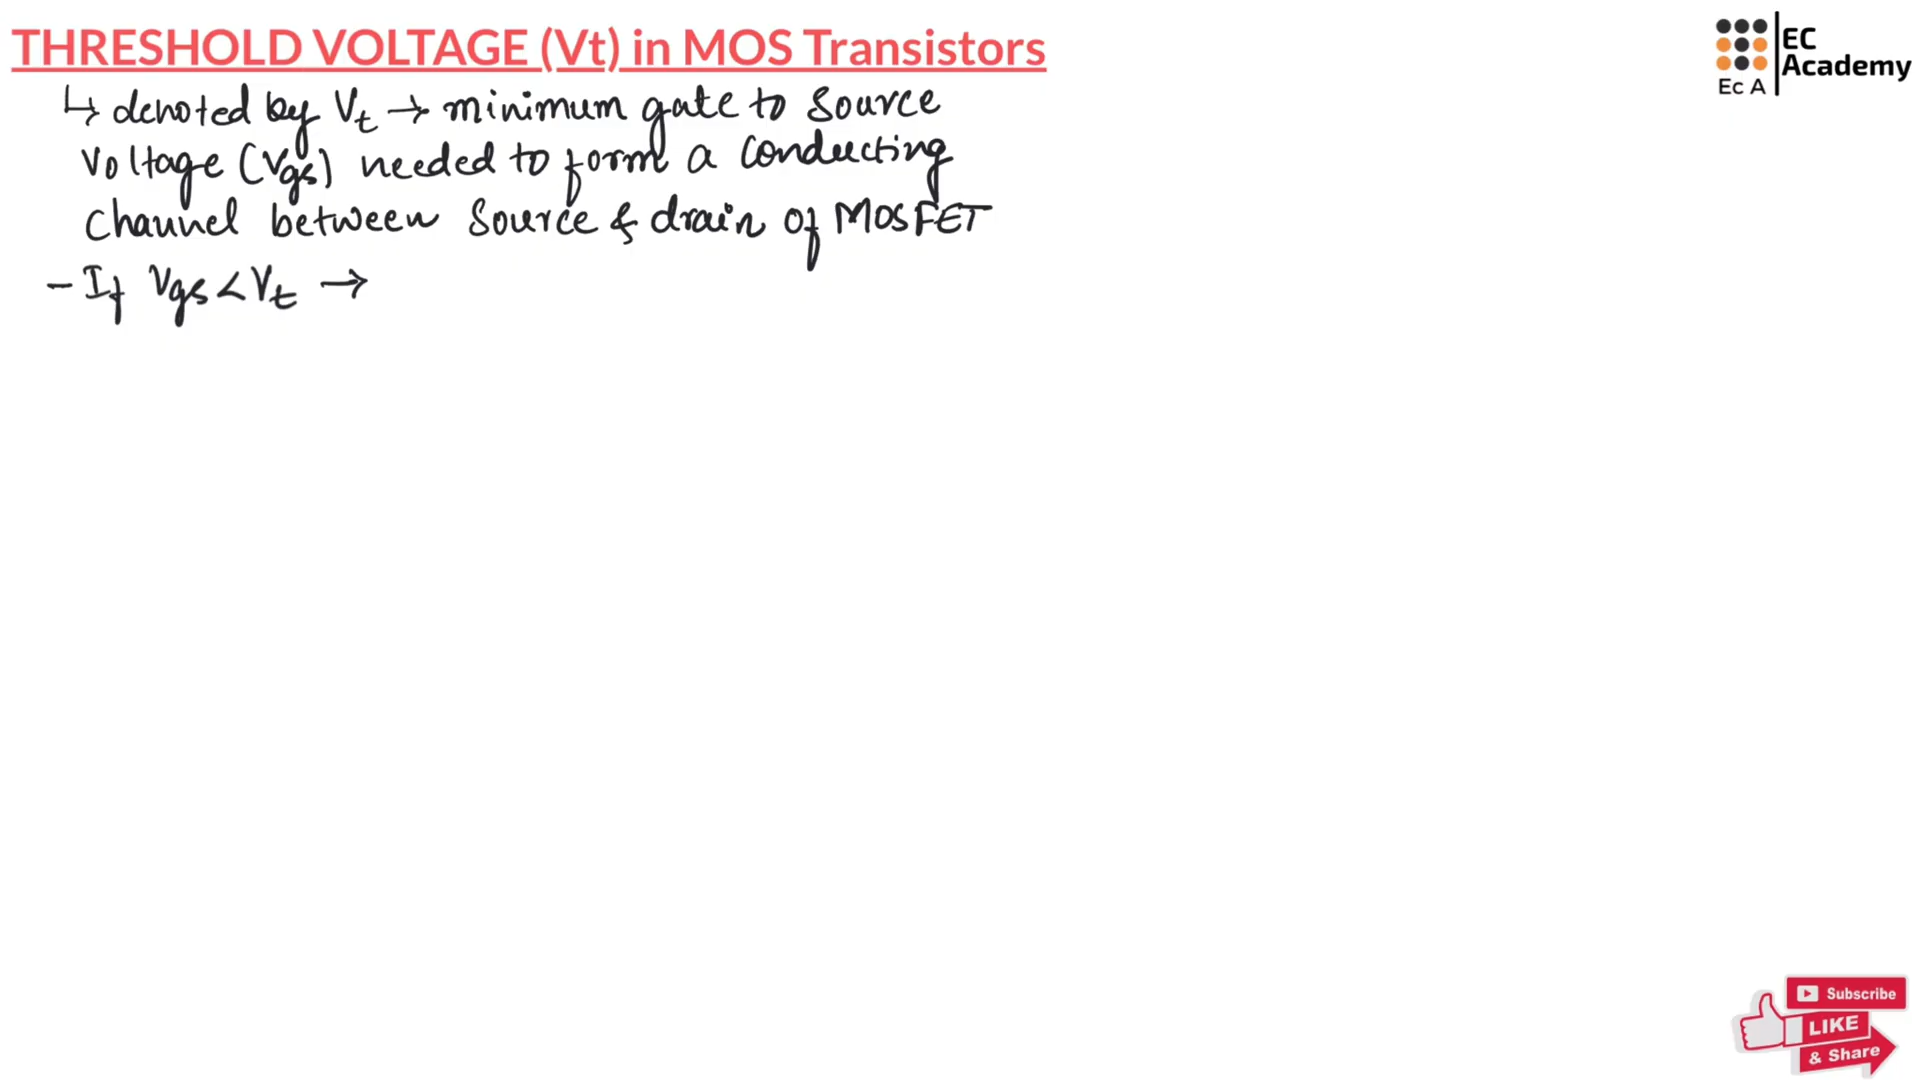 THRESHOLD VOLTAGE (Vt) in MOS Transistors
↳ denoted by Vt → minimum gate to source
voltage (Vgs) needed to form a conducting
channel between source & drain of MOSFET
- If Vgs < Vt →
EC
Academy
Ec A
Subscribe
LIKE
& Share